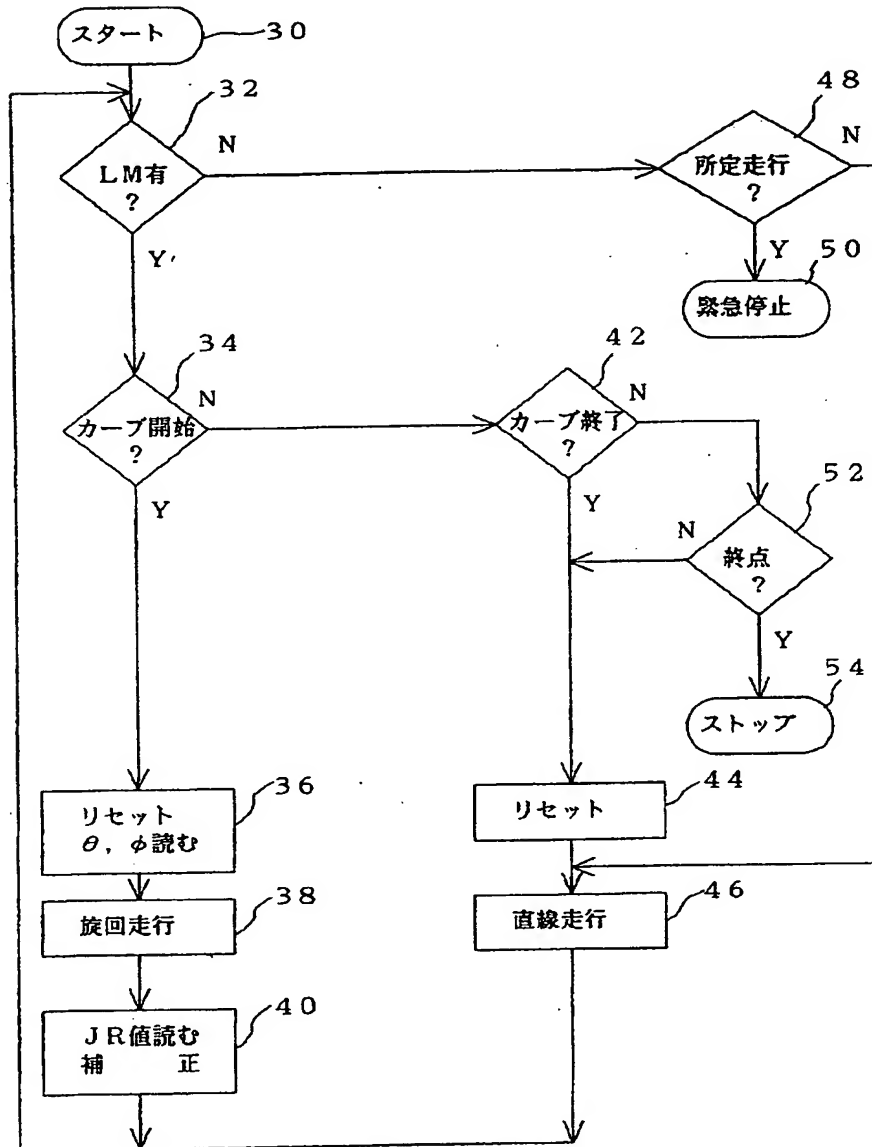 スタート
30
32
LM有
?
N
Y
48
所定走行
?
N
Y
50
緊急停止
34
カーブ開始
?
N
Y
42
カーブ終了
?
N
Y
52
終点
?
N
Y
54
ストップ
36
リセット
θ, φ読む
38
旋回走行
40
JR値読む
補 正
44
リセット
46
直線走行